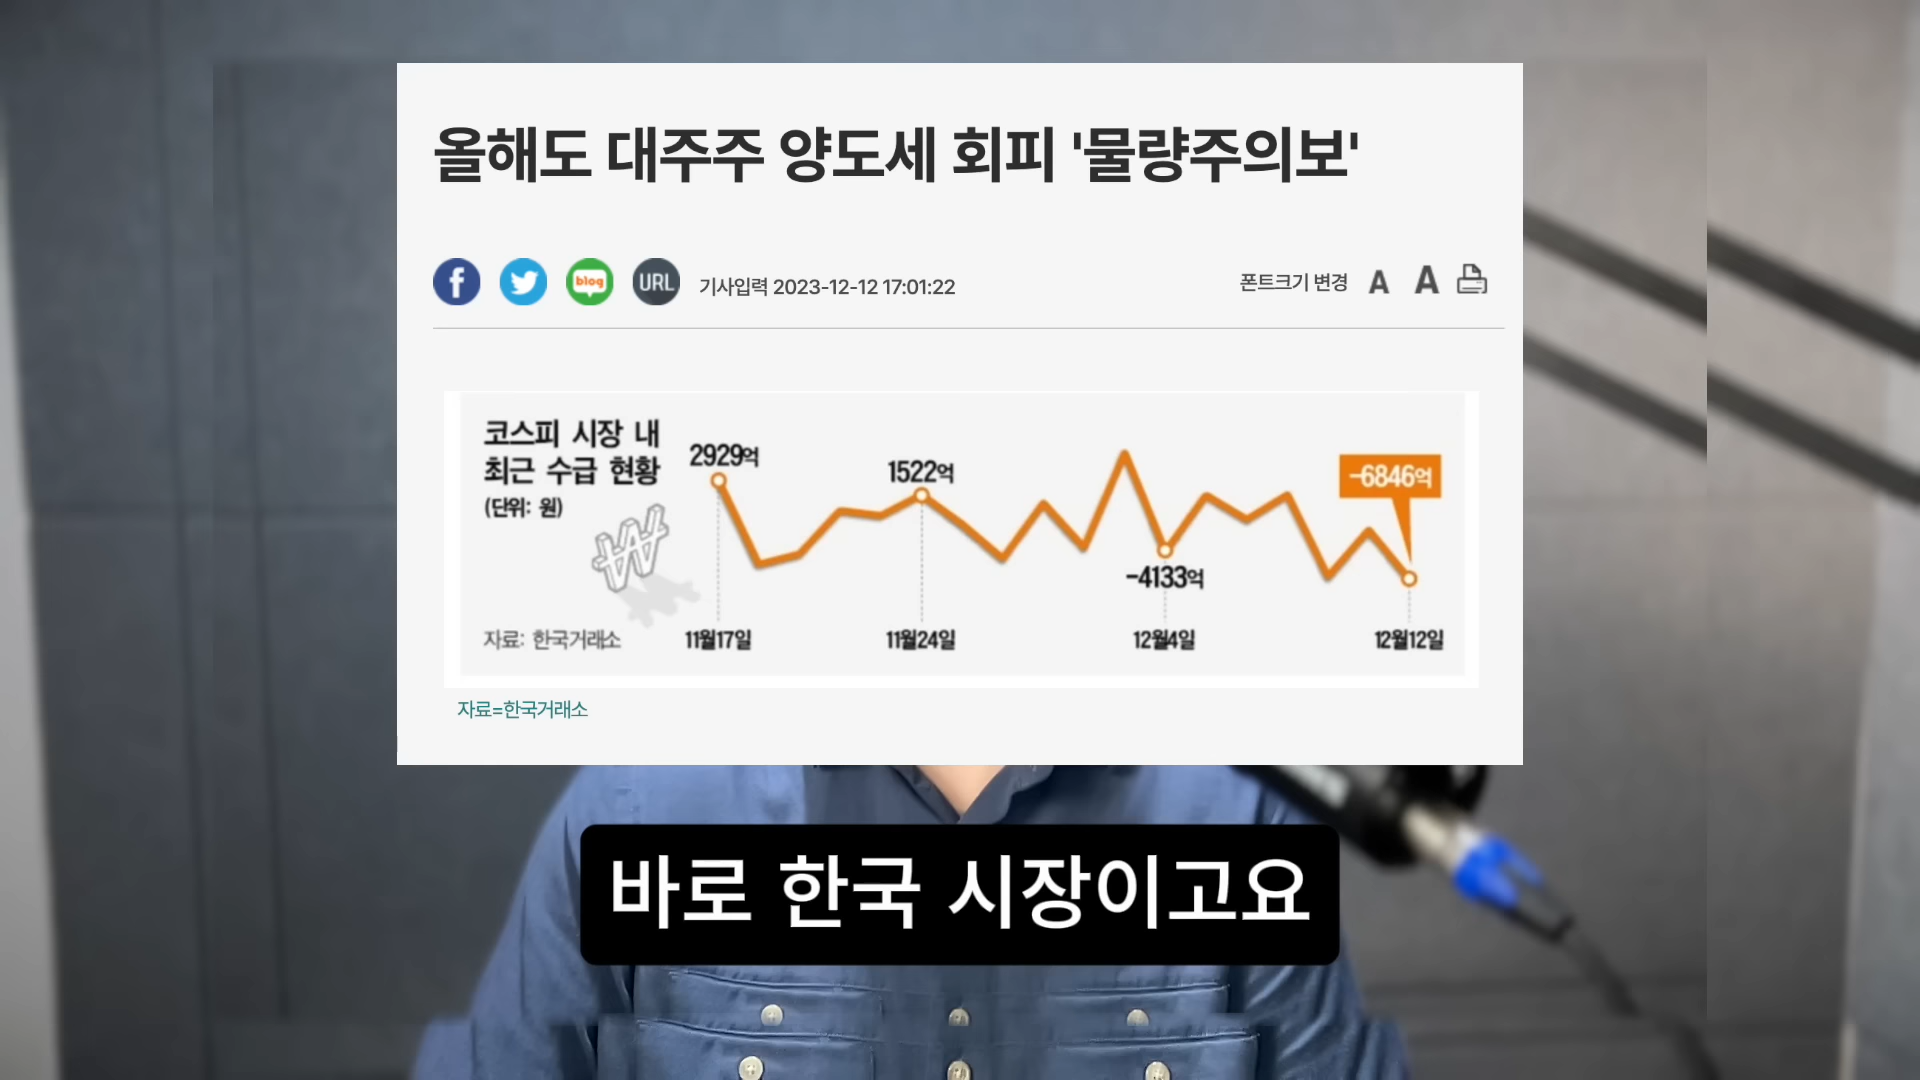 올해도 대주주 양도세 회피 '물량주의보'
f
blog
URL
기사입력 2023-12-12 17:01:22
폰트크기 변경 A A
코스피 시장 내
최근 수급 현황
(단위: 원)
2929억
1522억
-4133억
-6846억
자료: 한국거래소
11월17일
11월24일
12월4일
12월12일
자료=한국거래소
바로 한국 시장이고요